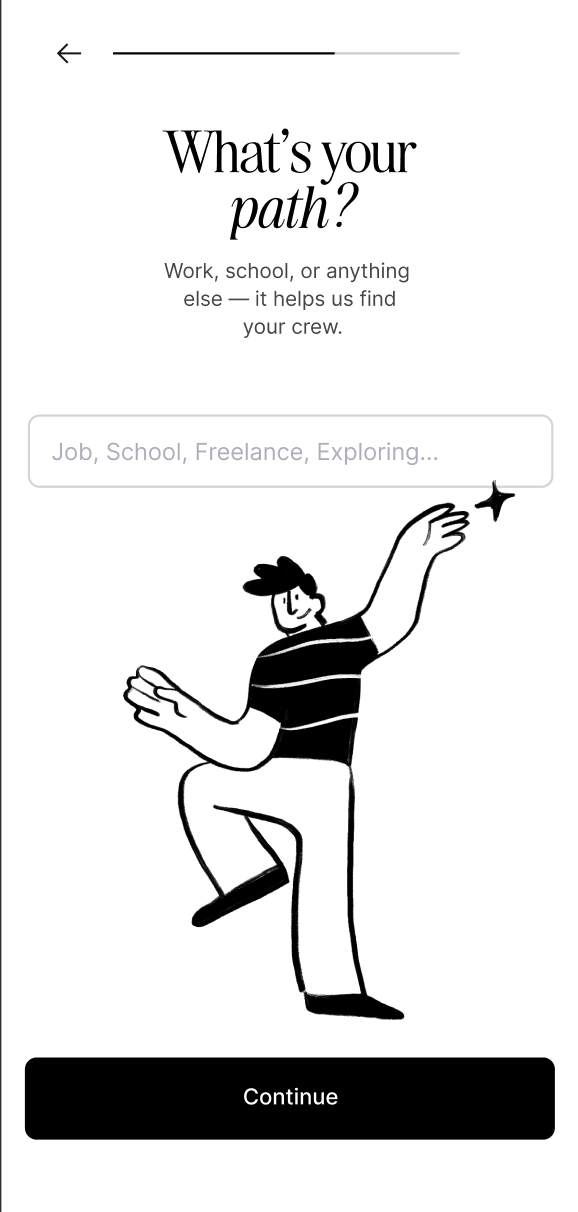 What’s your
path?
Work, school, or anything
else — it helps us find
your crew.
Job, School, Freelance, Exploring...
Continue